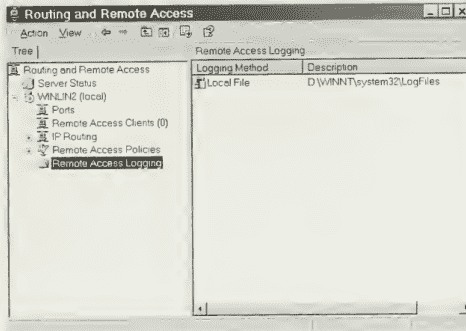 Routing and Remote Access
Action View
Tree
Remote Access Logging
Routing and Remote Access
Server Status
WINLIN2 (local)
Ports
Remote Access Clients (0)
IP Routing
Remote Access Policies
Remote Access Logging
Logging Method Description
Local File D:\WINNT\system32\LogFiles